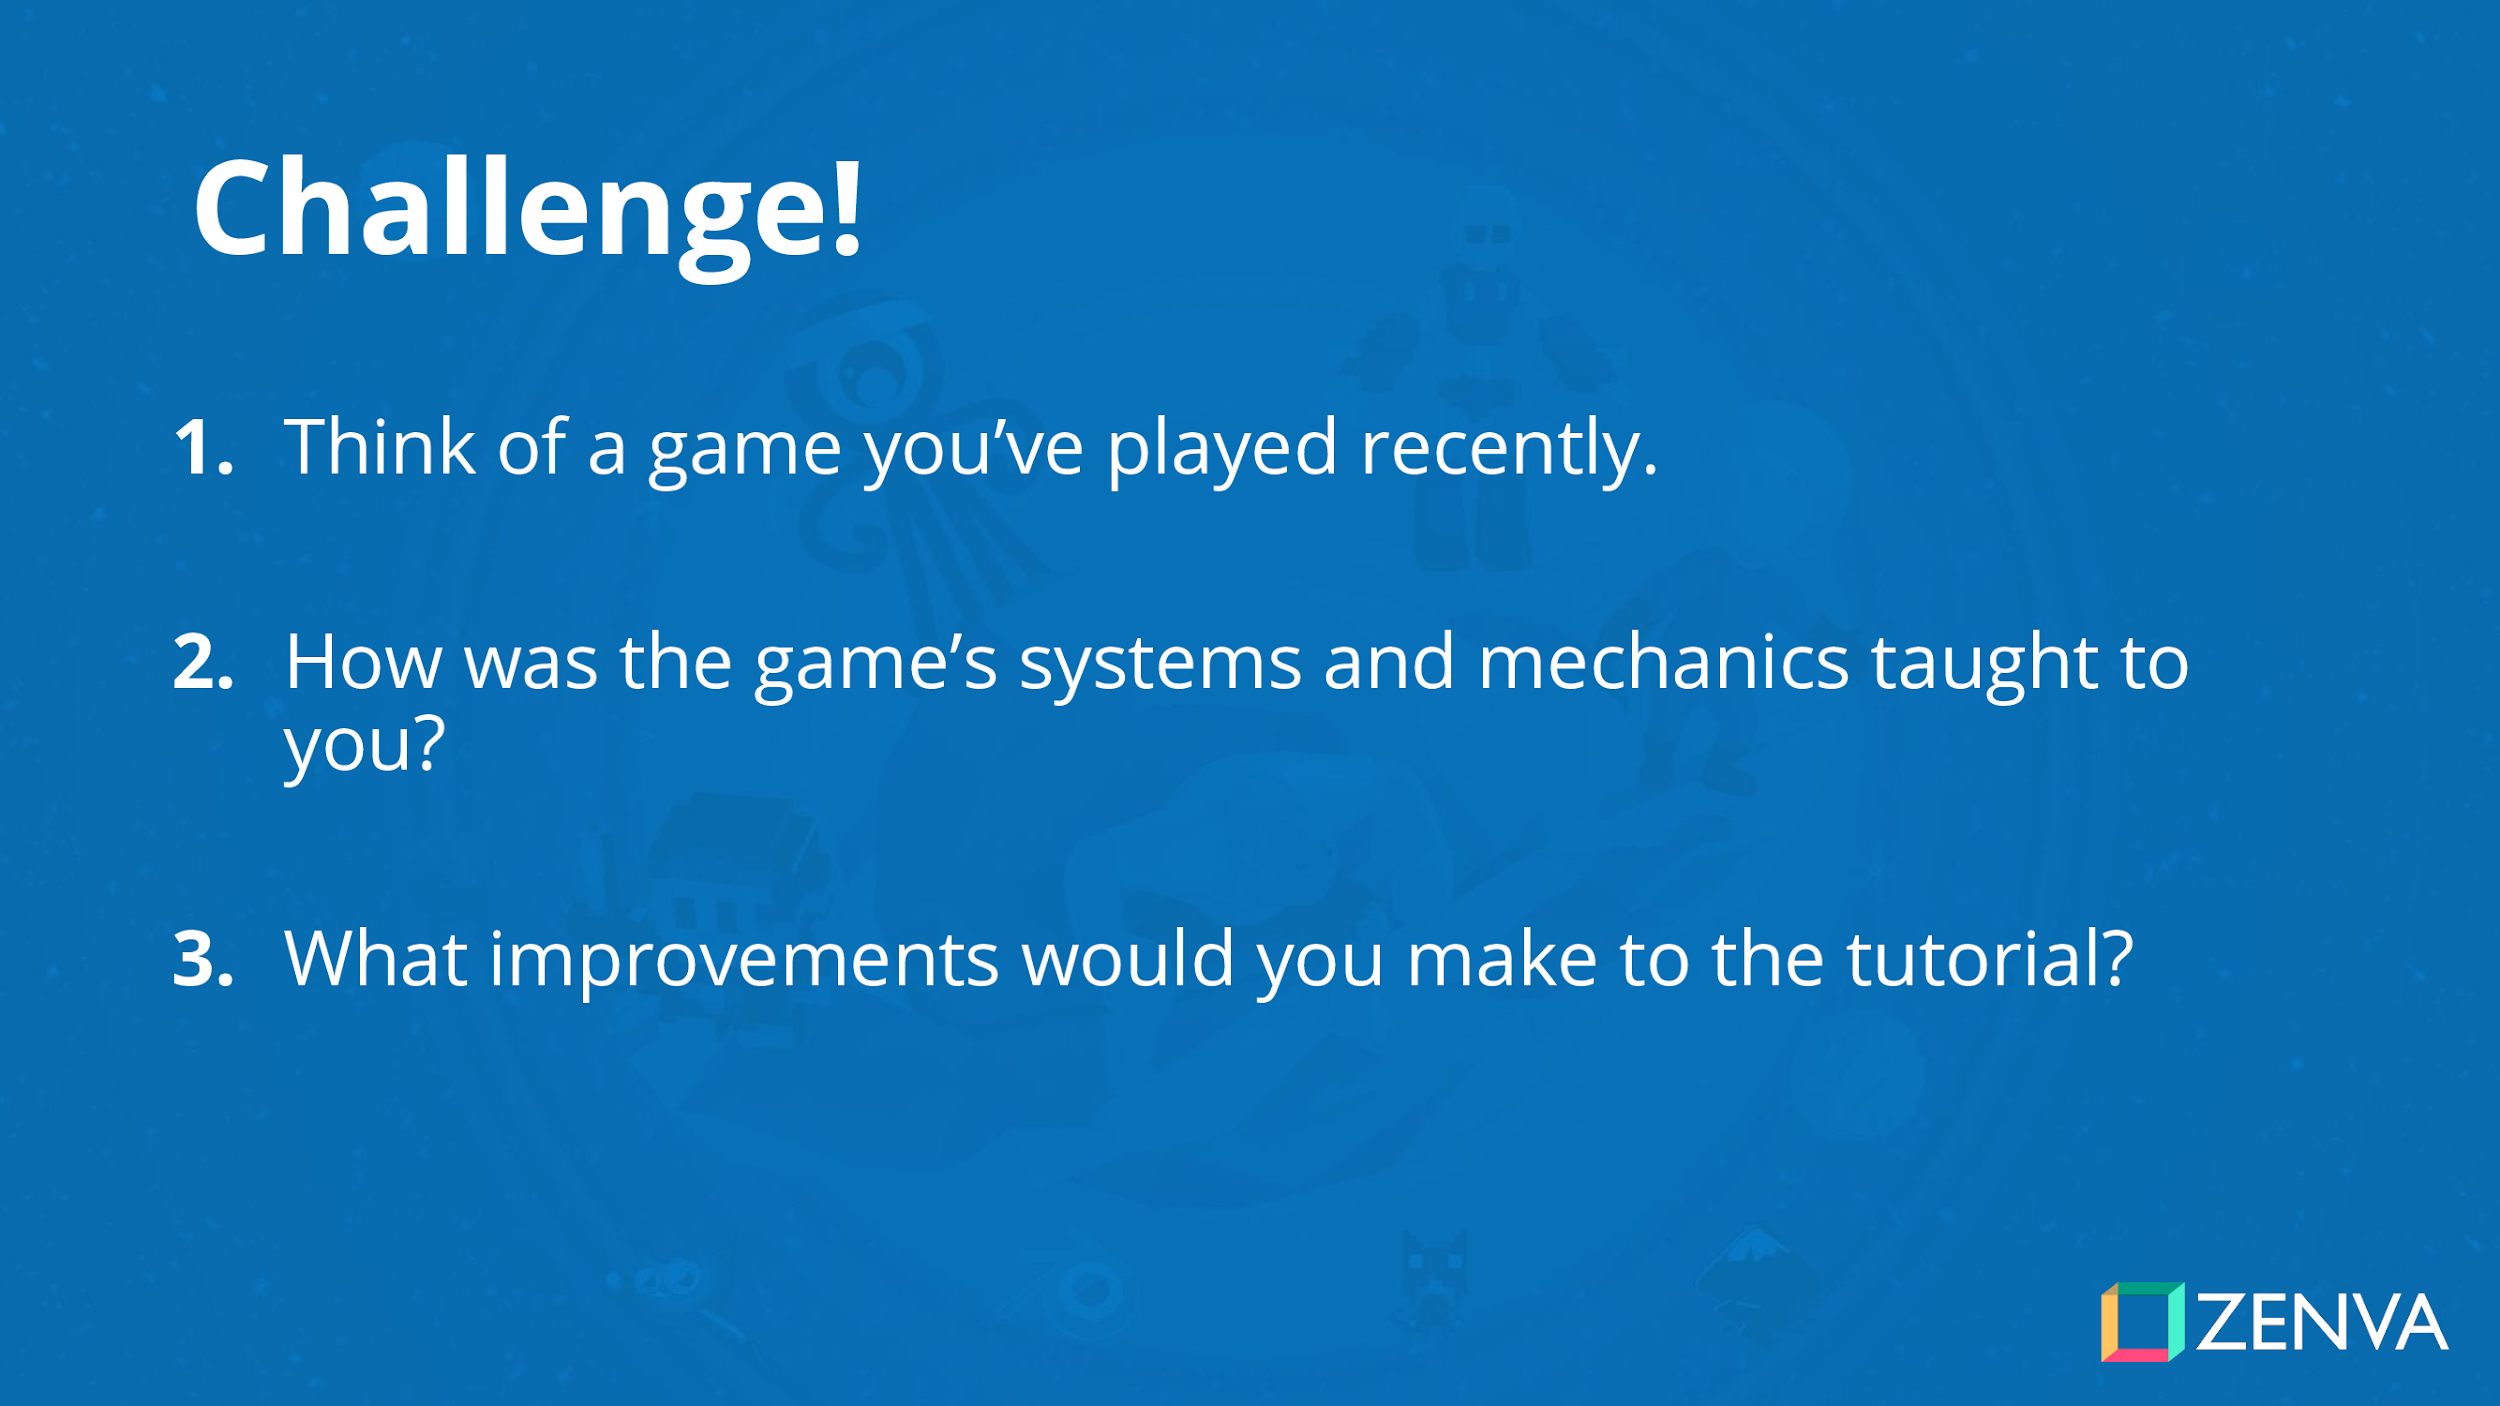 Challenge!
1. Think of a game you’ve played recently.
2. How was the game’s systems and mechanics taught to
you?
3. What improvements would you make to the tutorial?
ZENVA